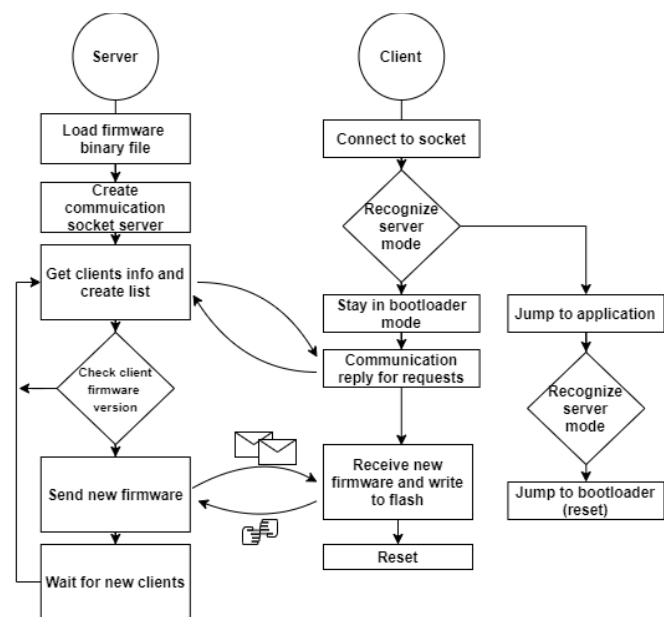 Server
Load firmware
binary file
Create
commuication
socket server
Get clients info and
create list
Check client
firmware
version
Send new firmware
Wait for new clients
Client
Connect to socket
Recognize
server
mode
Stay in bootloader
mode
Communication
reply for requests
Receive new
firmware and write
to flash
Reset
Jump to application
Recognize
server
mode
Jump to bootloader
(reset)